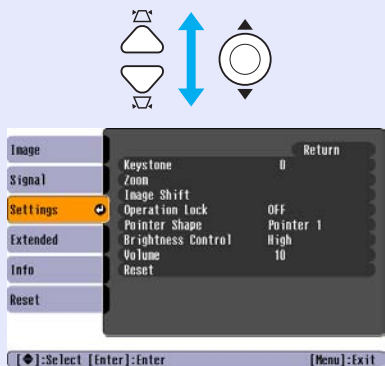 Image
Signal
Settings
Extended
Info
Reset
Return
Keystone 0
Zoom
Image Shift
Operation Lock OFF
Pointer Shape Pointer 1
Brightness Control High
Volume 10
Reset
[◆]:Select [Enter]:Enter [Menu]:Exit